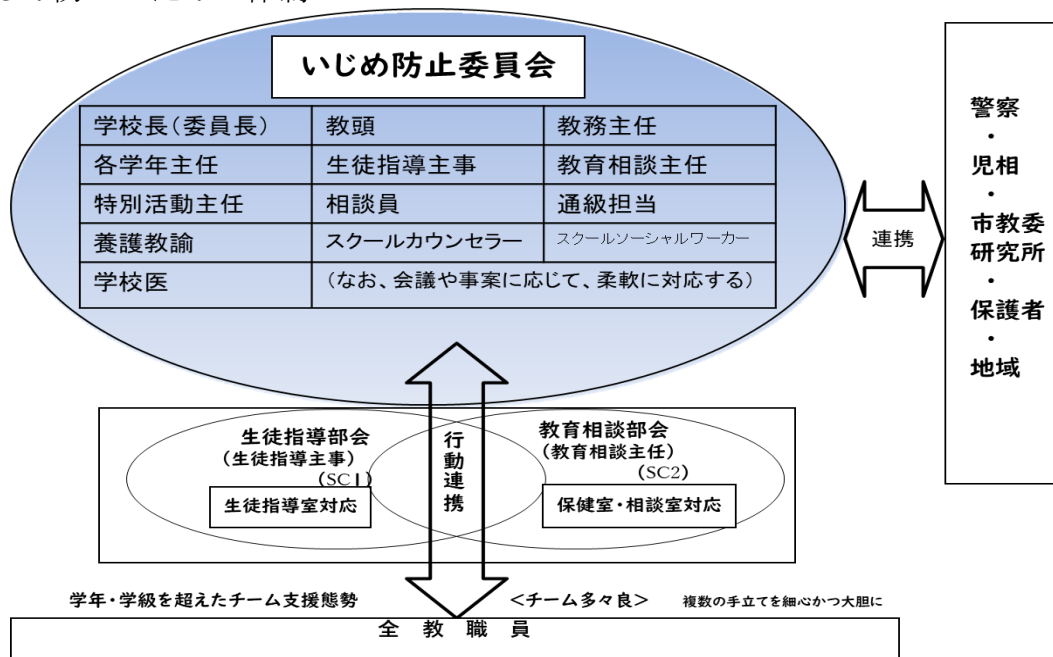 いじめ防止委員会
学校長(委員長) 教頭 教務主任
各学年主任 生徒指導主事 教育相談主任
特別活動主任 相談員 通級担当
養護教諭 スクールカウンセラー スクールソーシャルワーカー
学校医 (なお、会議や事案に応じて、柔軟に対応する)
連携
警察
・
児相
・
市教委
研究所
・
保護者
・
地域
生徒指導部会
(生徒指導主事)
(SC1)
生徒指導室対応
行動連携
教育相談部会
(教育相談主任)
(SC2)
保健室・相談室対応
学年・学級を超えたチーム支援態勢 <チーム多々良> 複数の手立てを細心かつ大胆に
全 教 職 員